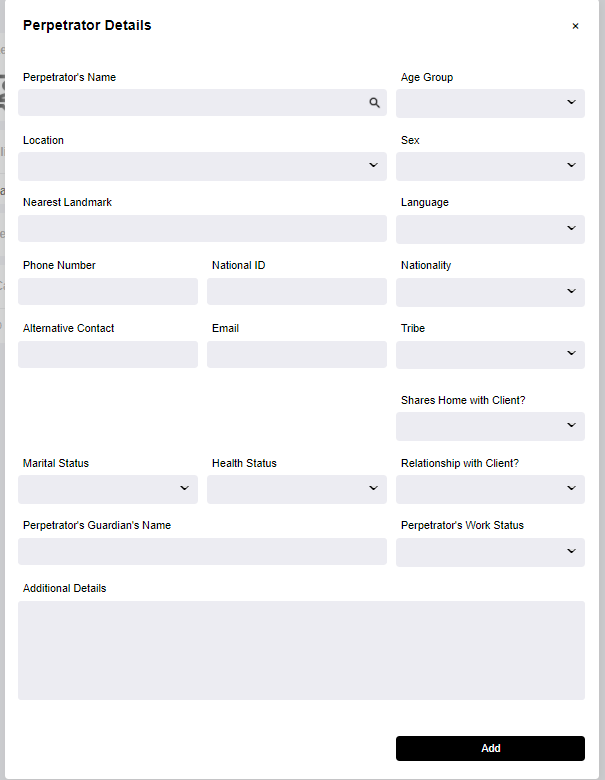 Perpetrator Details
×
Perpetrator's Name
Age Group
Location
Sex
Nearest Landmark
Language
Phone Number
National ID
Nationality
Alternative Contact
Email
Tribe
Shares Home with Client?
Marital Status
Health Status
Relationship with Client?
Perpetrator's Guardian's Name
Perpetrator's Work Status
Additional Details
Add